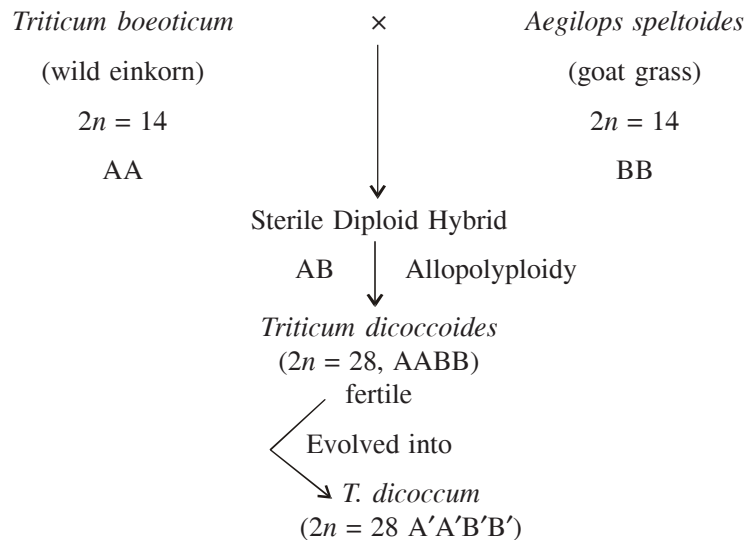 Triticum boeoticum × Aegilops speltoides
(wild einkorn) (goat grass)
2n = 14 2n = 14
AA BB
Sterile Diploid Hybrid
AB Allopolyploidy
Triticum dicoccoides
(2n = 28, AABB)
fertile
Evolved into
T. dicoccum
(2n = 28 A′A′B′B′)